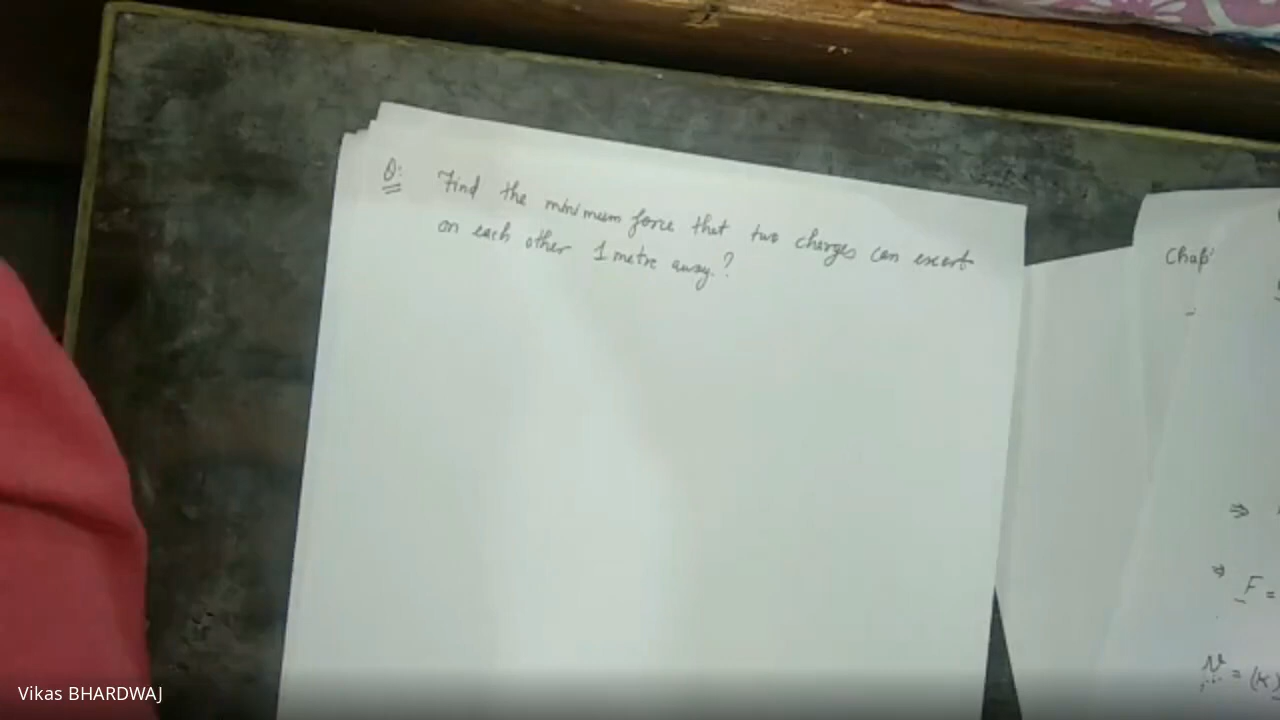 Q: Find the minimum force that two charges can exert
on each other 1 metre away.?
Chap
⇒
⇒ F =
N = (K)
Vikas BHARDWAJ